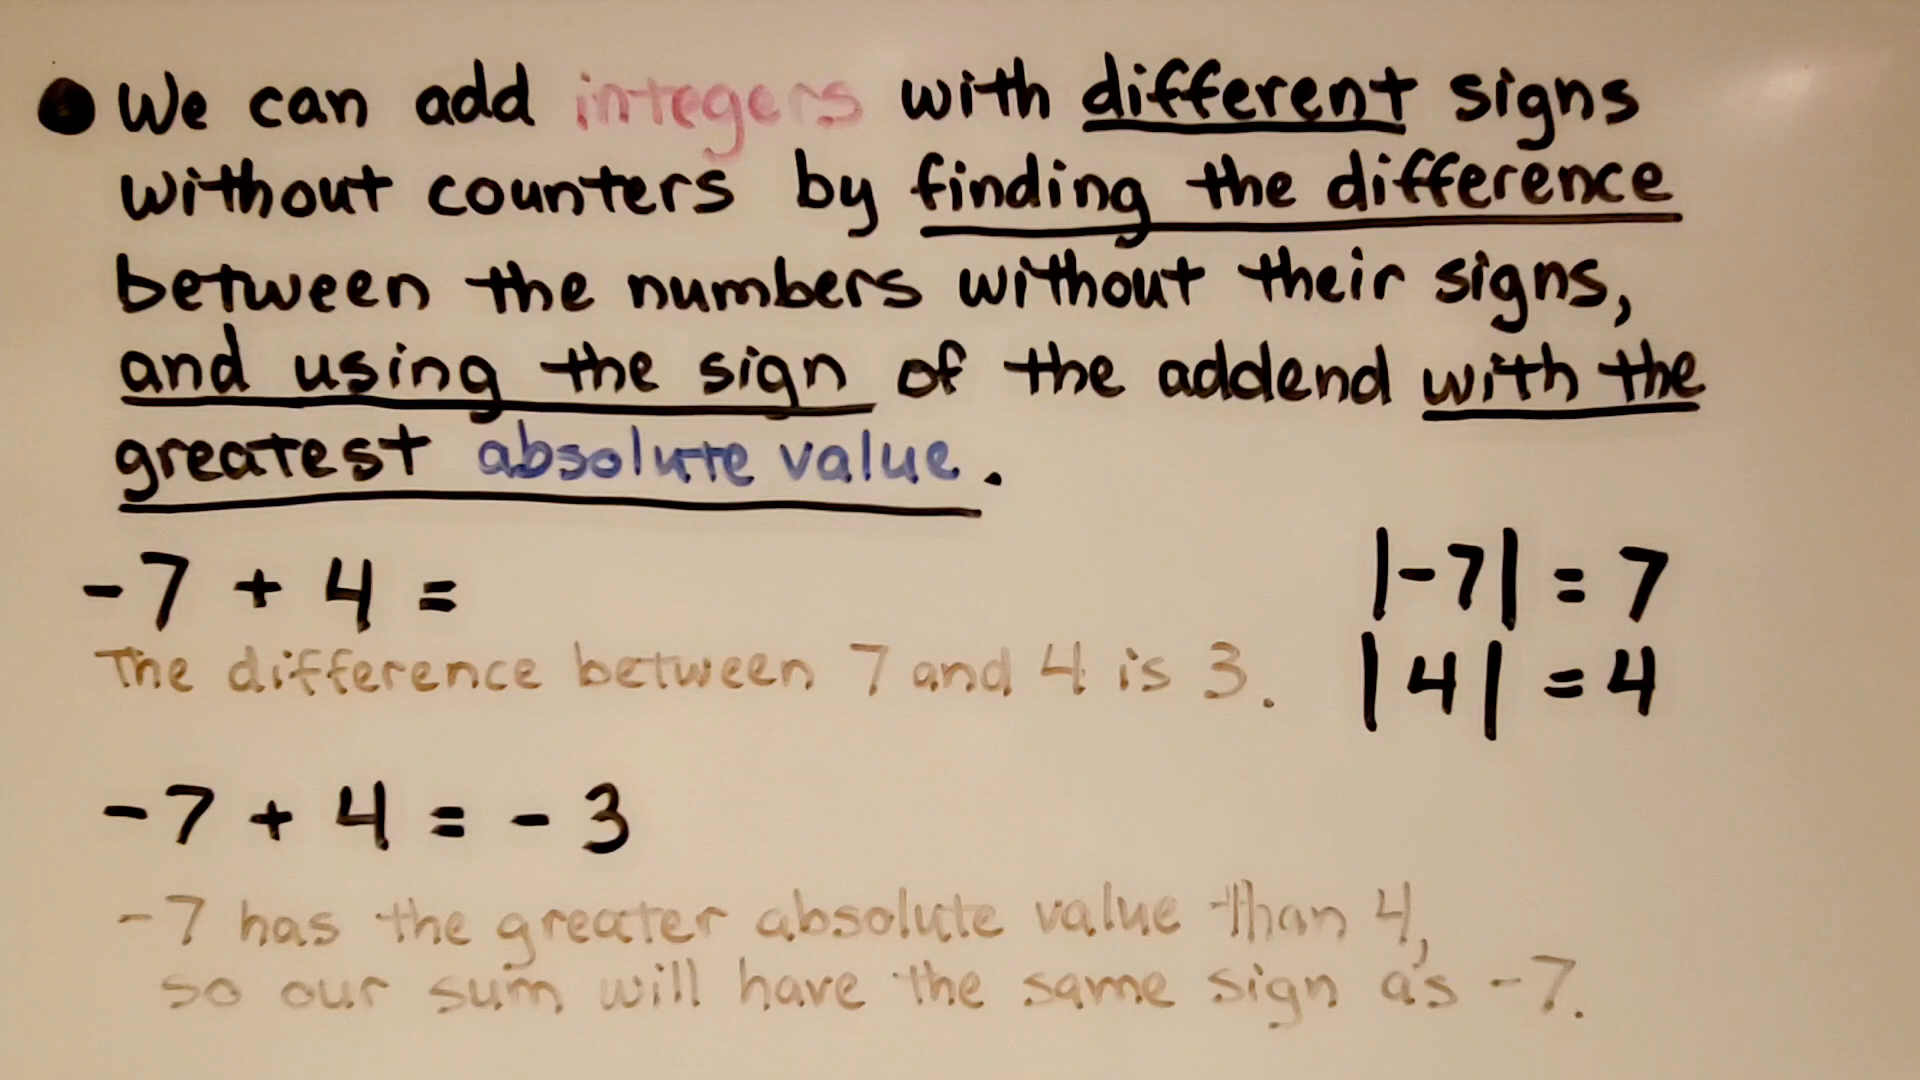 We can add integers with different signs
without counters by finding the difference
between the numbers without their signs,
and using the sign of the addend with the
greatest absolute value.
-7 + 4 =
|-7| = 7
The difference between 7 and 4 is 3.
|4| = 4
-7 + 4 = - 3
-7 has the greater absolute value than 4,
so our sum will have the same sign as -7.